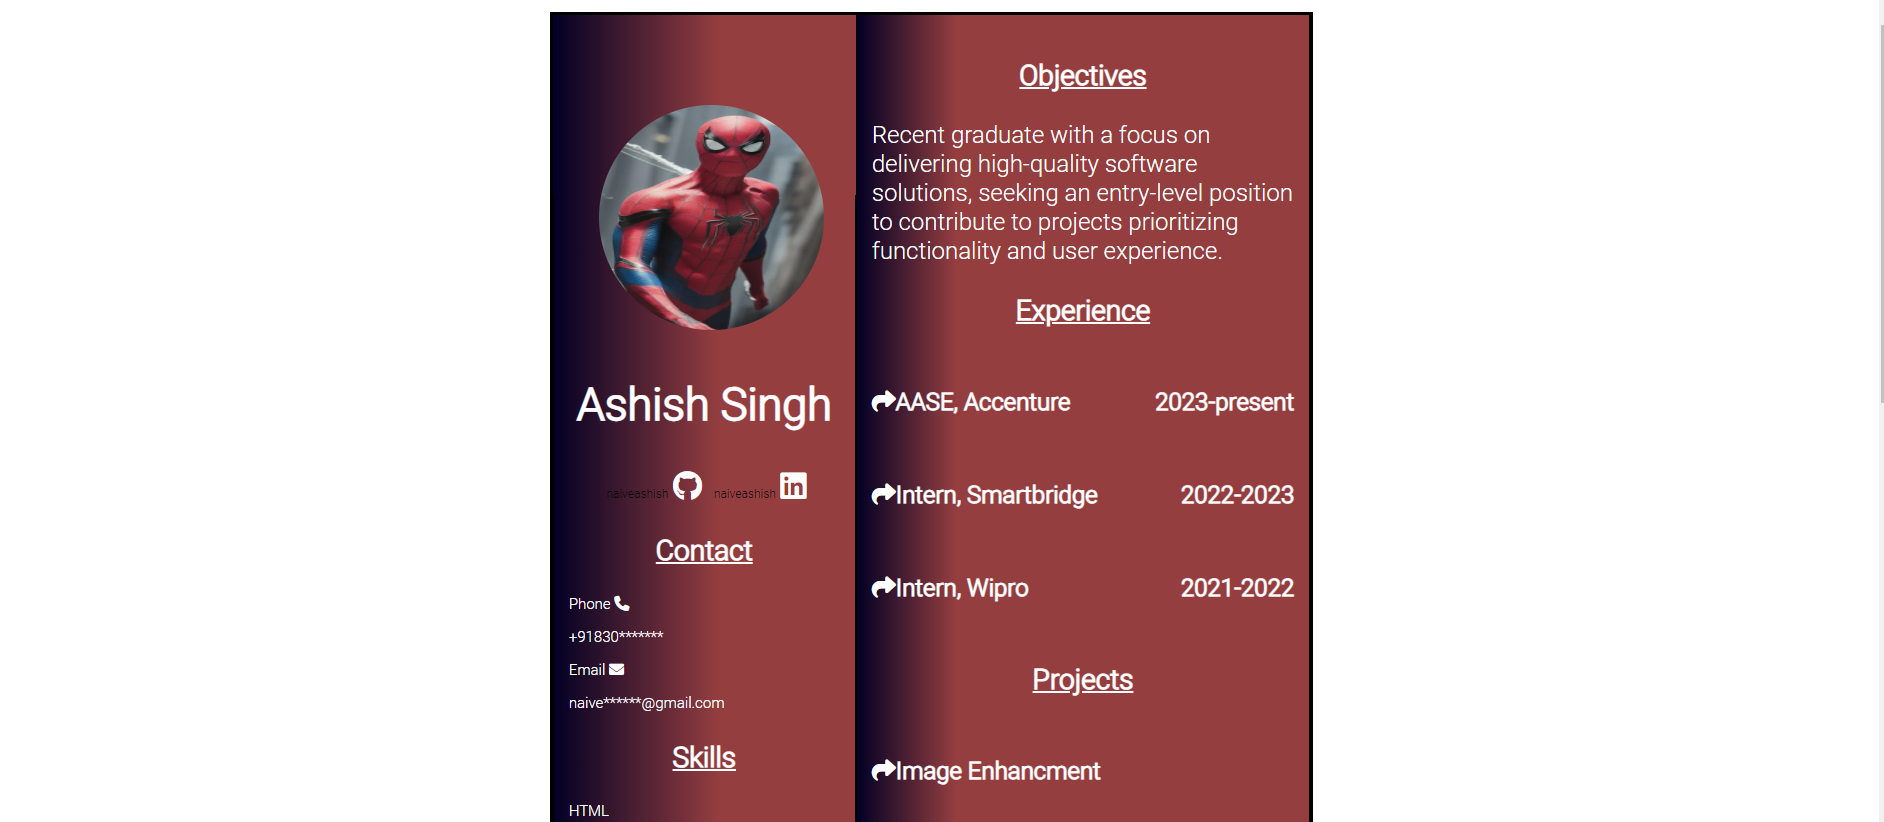 Ashish Singh
naiveashish naiveashish
Contact
Phone
+91830*******
Email
naive******@gmail.com
Skills
HTML
Objectives
Recent graduate with a focus on
delivering high-quality software
solutions, seeking an entry-level position
to contribute to projects prioritizing
functionality and user experience.
Experience
AASE, Accenture 2023-present
Intern, Smartbridge 2022-2023
Intern, Wipro 2021-2022
Projects
Image Enhancment